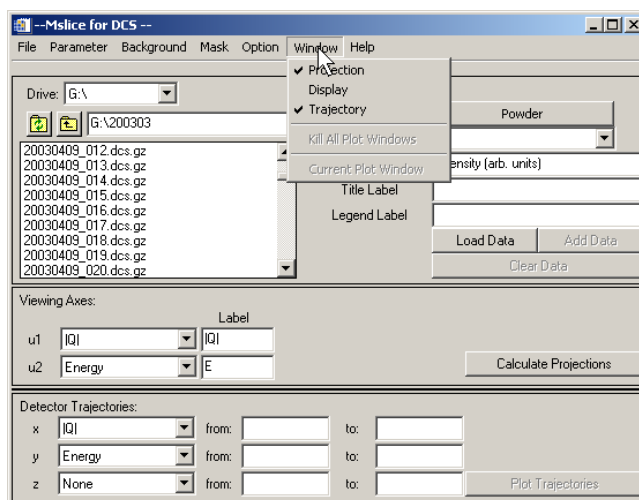 --Mslice for DCS --
File Parameter Background Mask Option Window Help
Projection
Display
Trajectory
Kill All Plot Windows
Current Plot Window
Drive: G:\
G:\200303
20030409_012.dcs.gz
20030409_013.dcs.gz
20030409_014.dcs.gz
20030409_015.dcs.gz
20030409_016.dcs.gz
20030409_017.dcs.gz
20030409_018.dcs.gz
20030409_019.dcs.gz
20030409_020.dcs.gz
Powder
ensity (arb. units)
Title Label
Legend Label
Load Data Add Data
Clear Data
Viewing Axes:
Label
u1 |Q| |Q|
u2 Energy E
Calculate Projections
Detector Trajectories:
x |Q| from: to:
y Energy from: to:
z None from: to:
Plot Trajectories